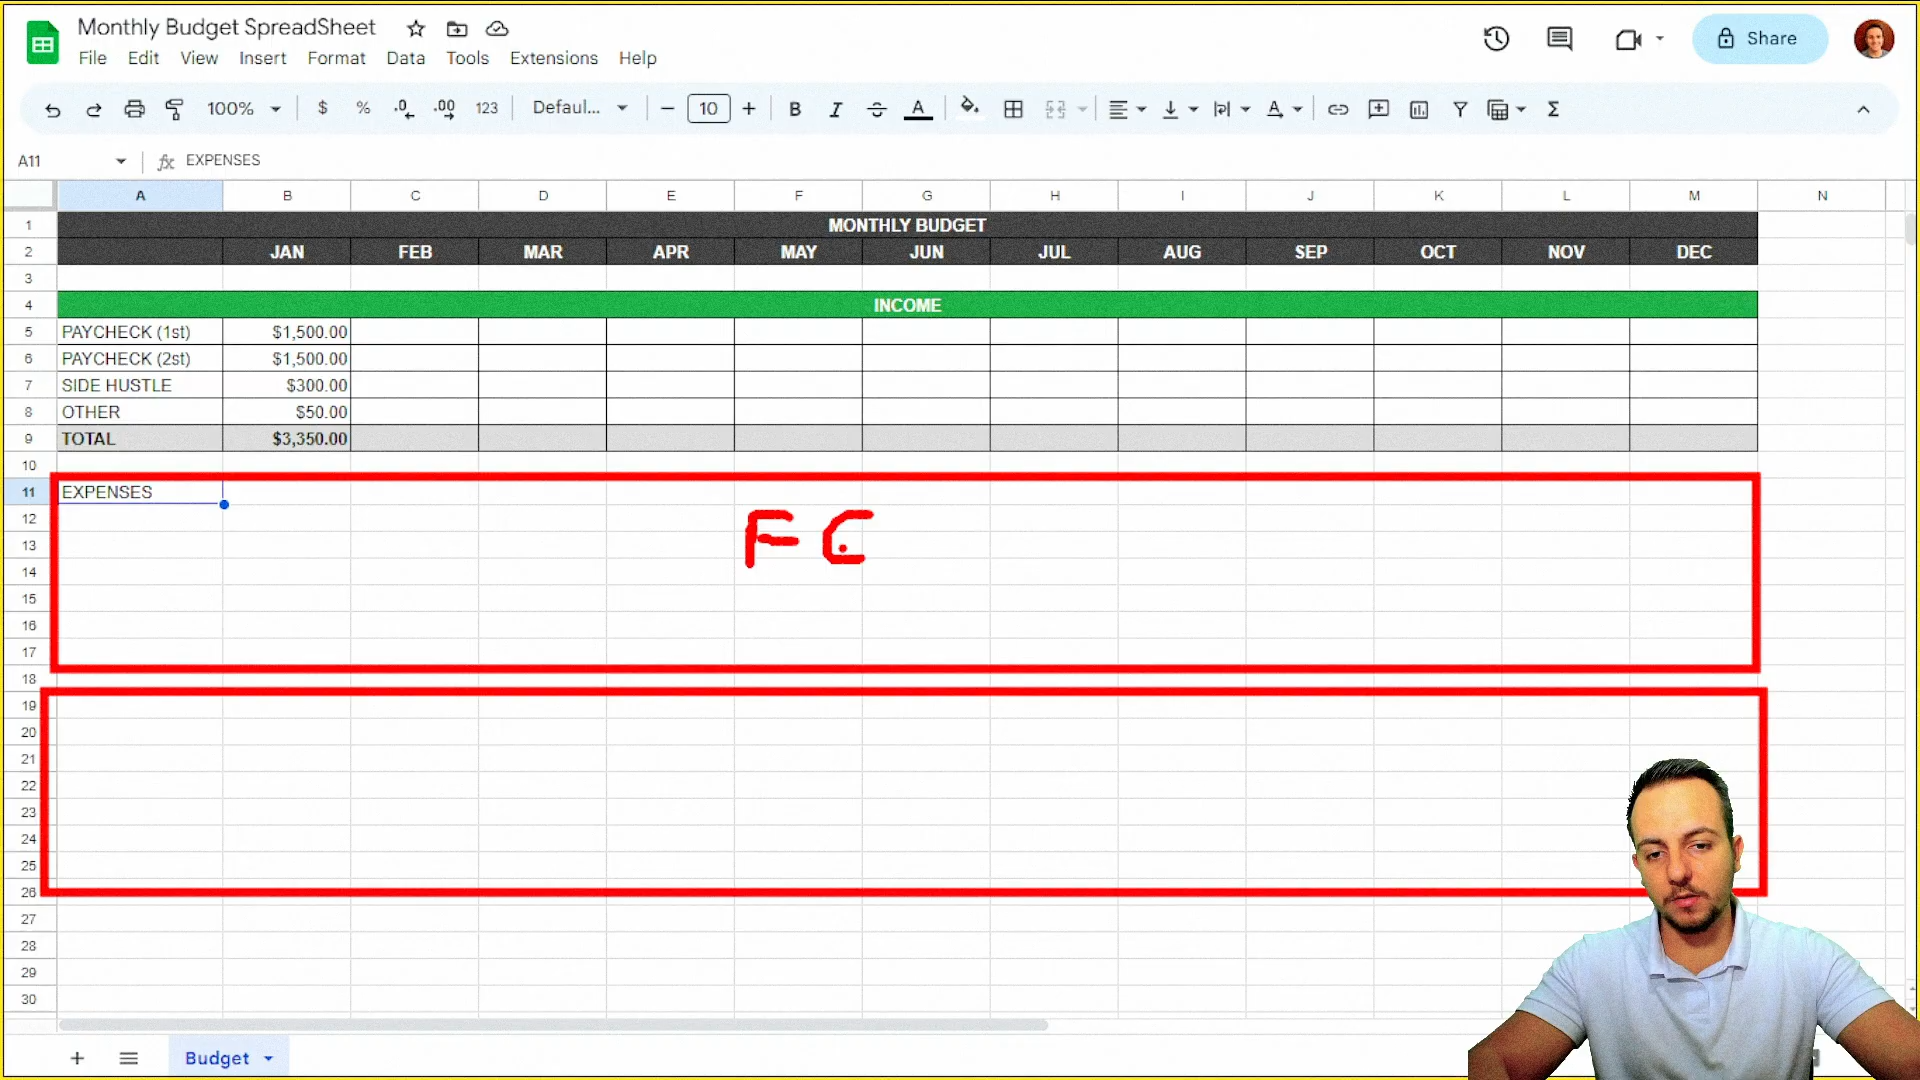 Monthly Budget SpreadSheet
File Edit View Insert Format Data Tools Extensions Help
Share
100% $ % .0 .00 123 Defaul... 10 B I A
A11 fx EXPENSES
A B C D E F G H I J K L M N
1 MONTHLY BUDGET
2 JAN FEB MAR APR MAY JUN JUL AUG SEP OCT NOV DEC
3
4 INCOME
5 PAYCHECK (1st) $1,500.00
6 PAYCHECK (2st) $1,500.00
7 SIDE HUSTLE $300.00
8 OTHER $50.00
9 TOTAL $3,350.00
10
11 EXPENSES
12 FC
13
14
15
16
17
18
19
20
21
22
23
24
25
26
27
28
29
30
Budget